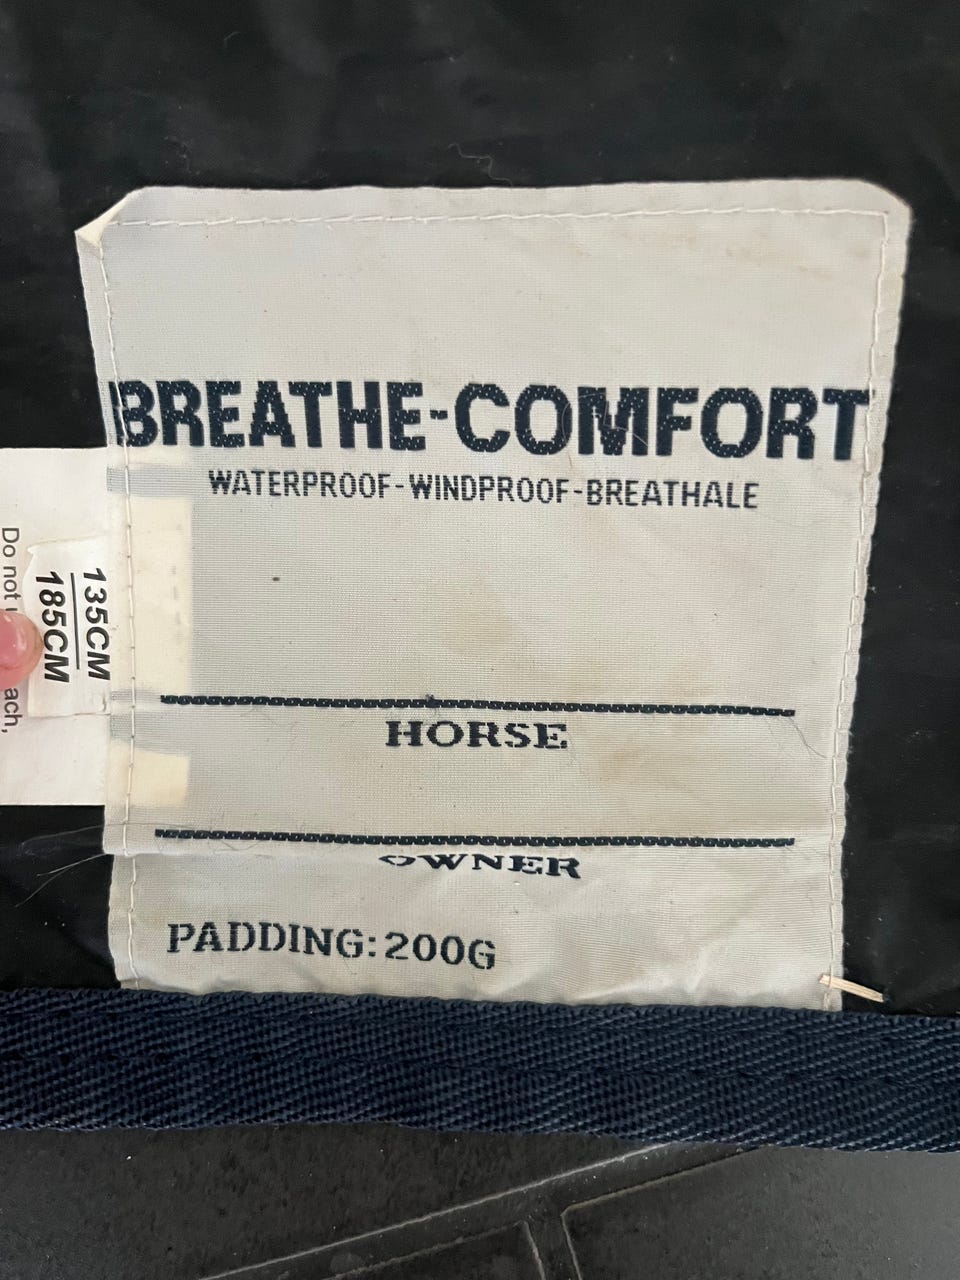 BREATHE-COMFORT
WATERPROOF-WINDPROOF-BREATHALE
135CM
185CM
Do not
ach,
HORSE
OWNER
PADDING:200G